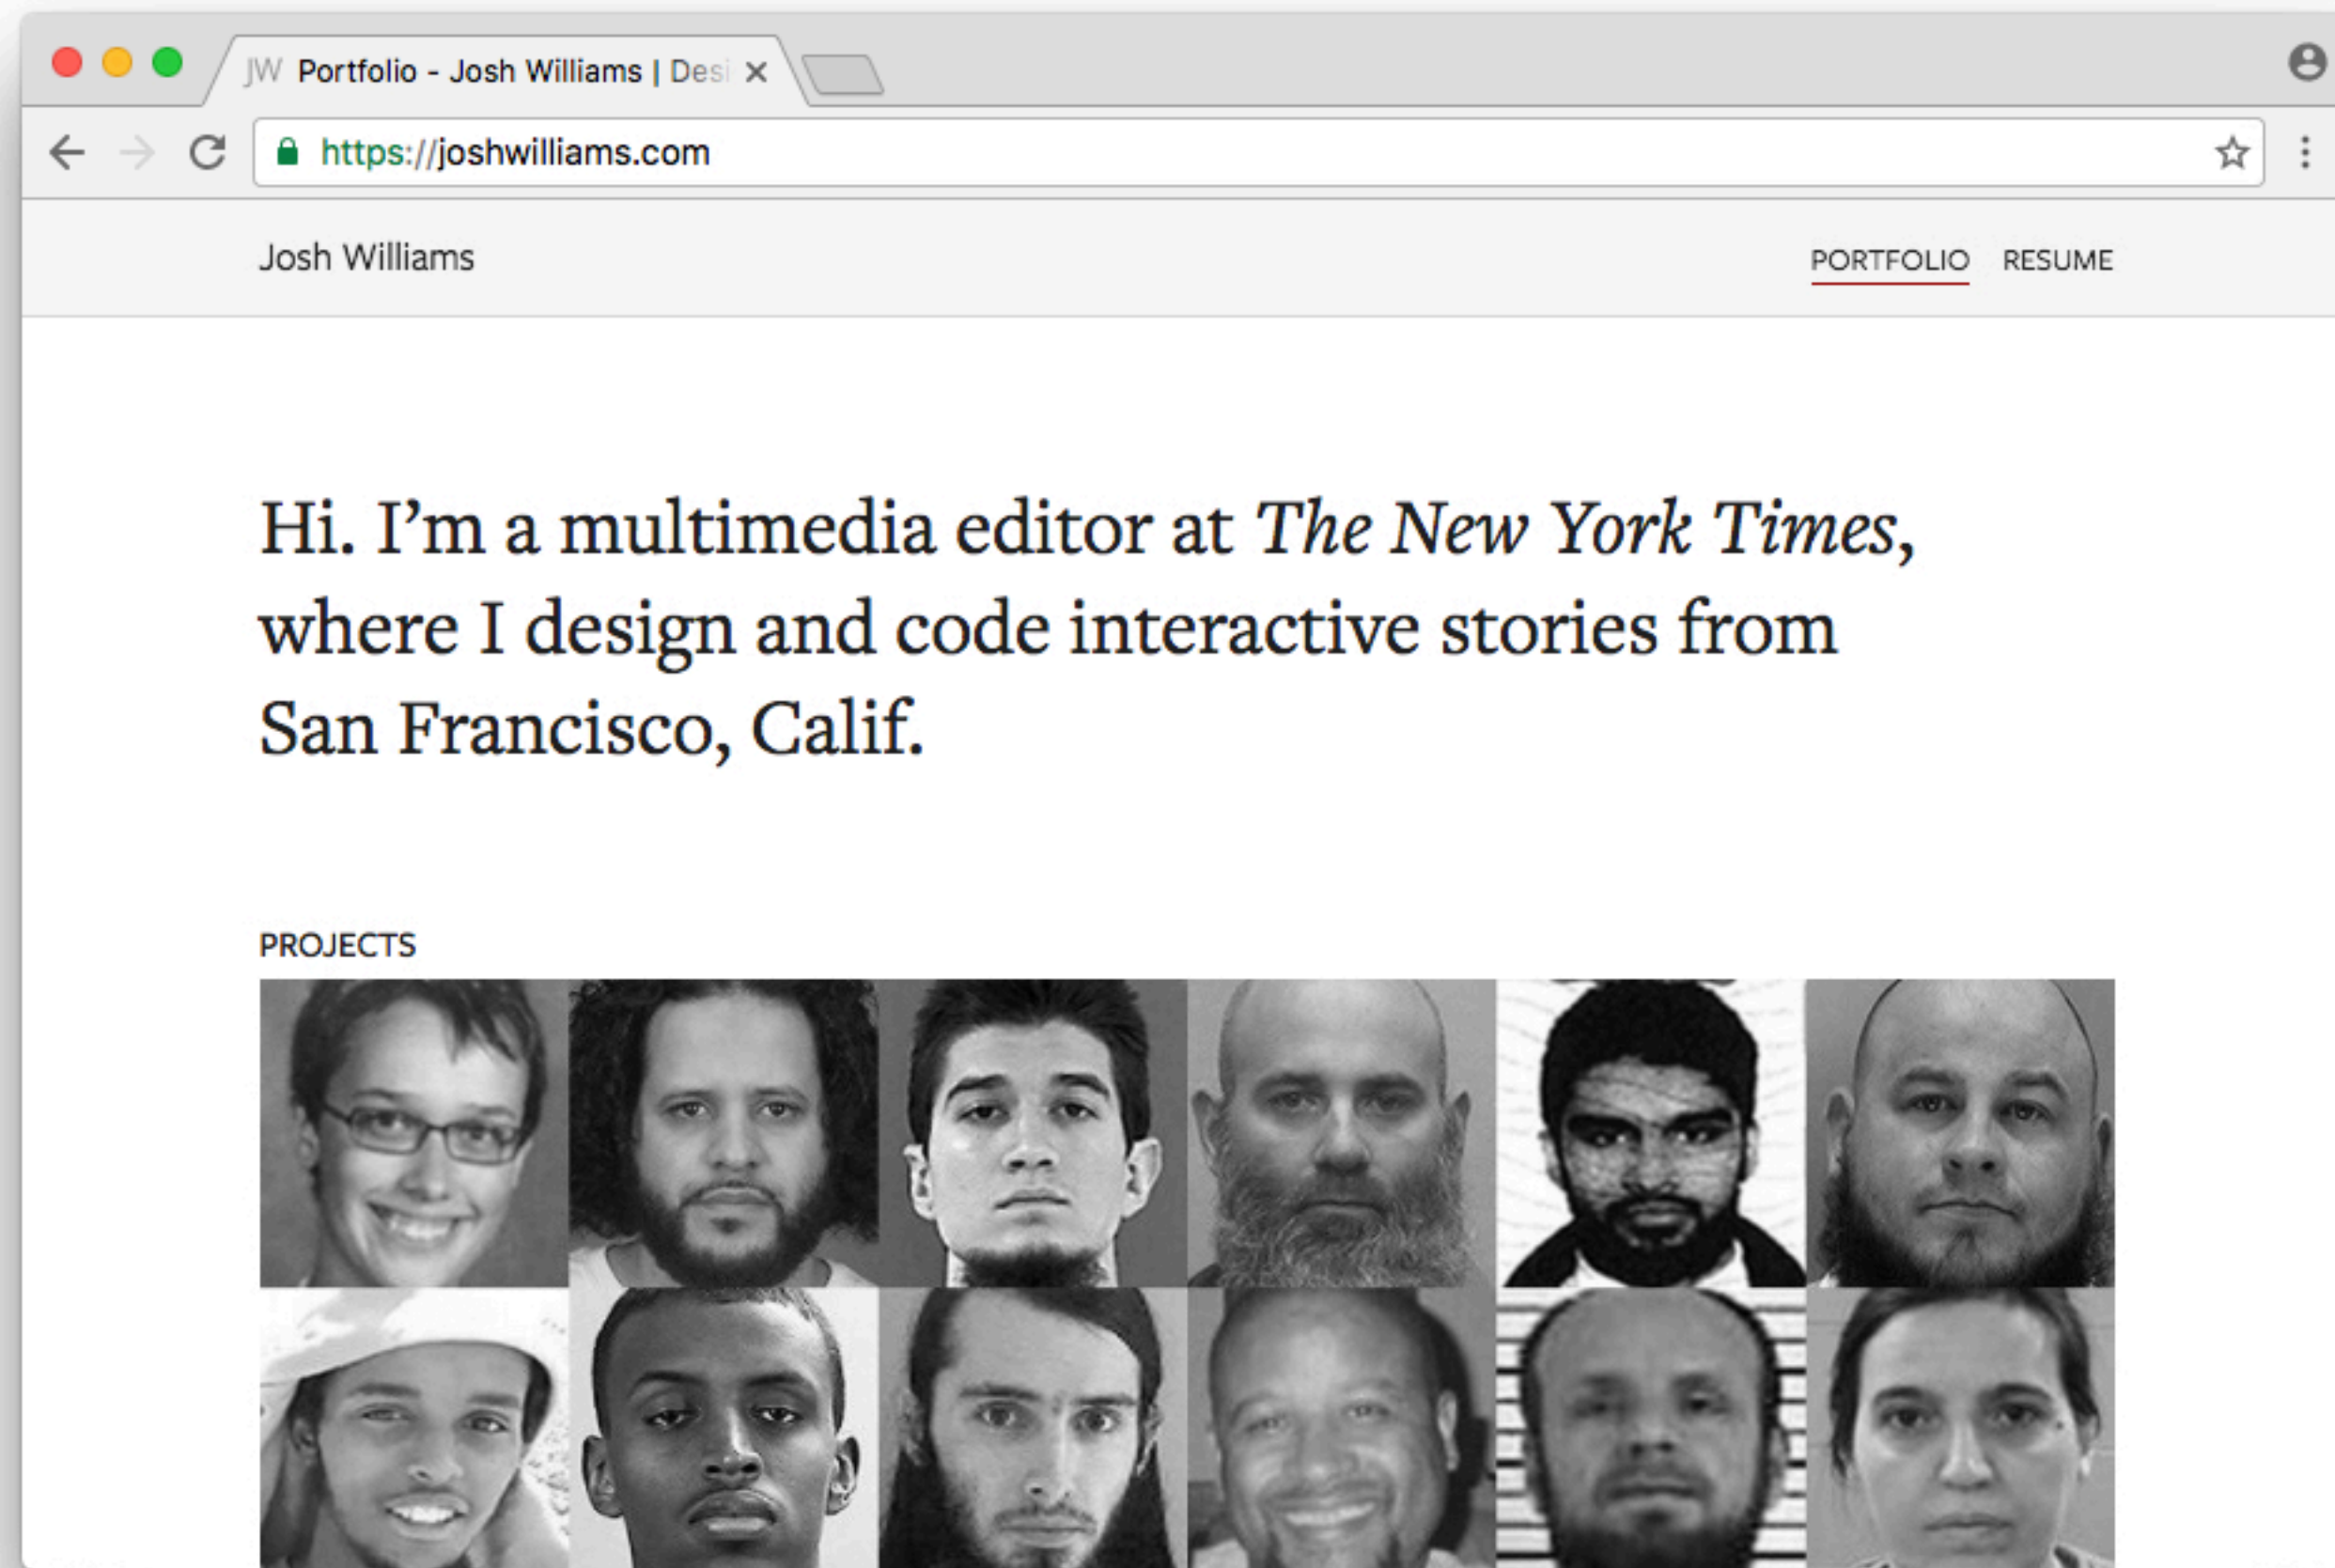 JW Portfolio - Josh Williams | Desi
https://joshwilliams.com
Josh Williams
PORTFOLIO RESUME
Hi. I’m a multimedia editor at The New York Times,
where I design and code interactive stories from
San Francisco, Calif.
PROJECTS